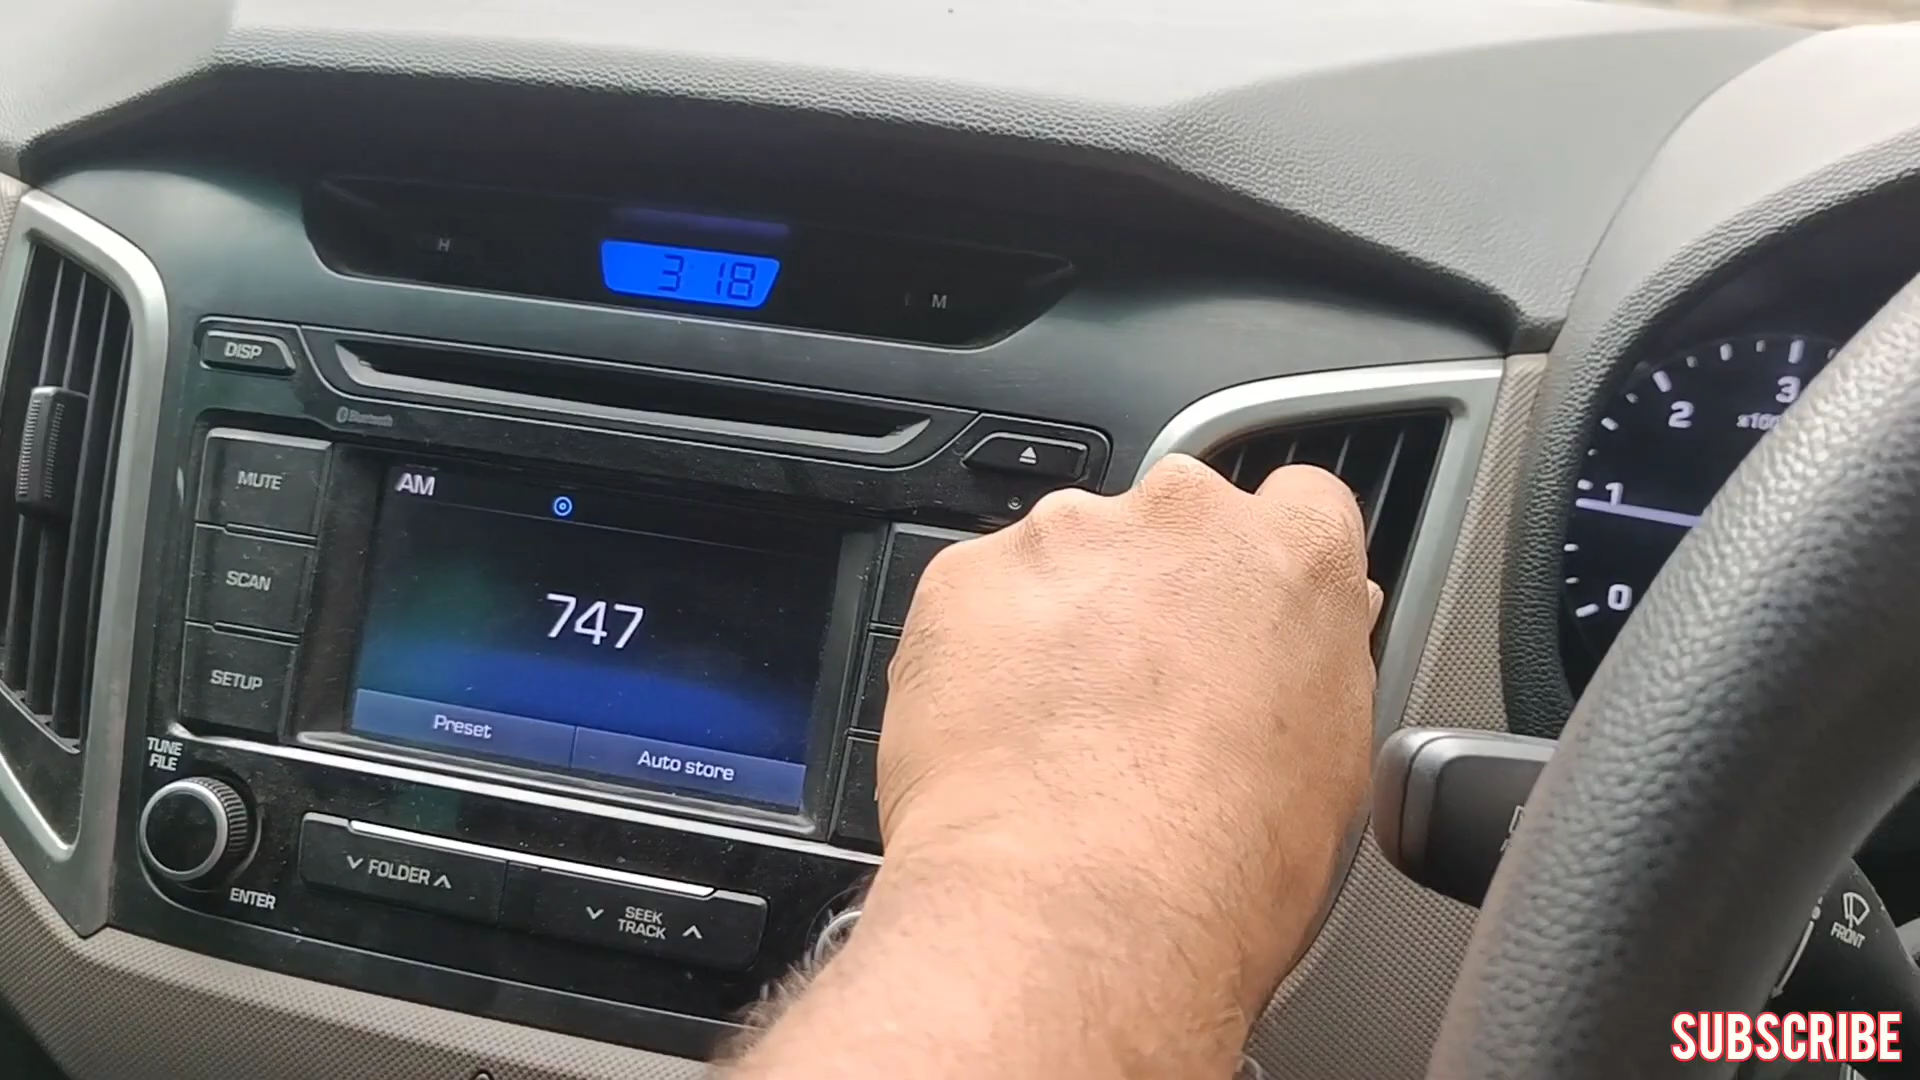 H
3:18
M
DISP
Bluetooth
MUTE
AM
SCAN
747
SETUP
Preset
Auto store
TUNE
FILE
FOLDER
ENTER
SEEK
TRACK
3
2
1
0
FRONT
SUBSCRIBE